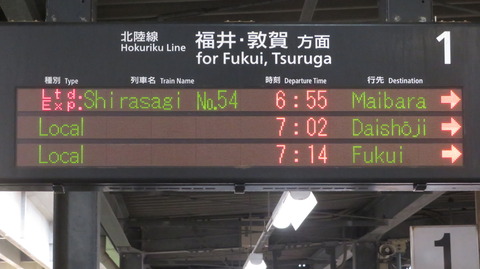 北陸線 福井・敦賀 方面 1
Hokuriku Line for Fukui, Tsuruga
種別 Type 列車名 Train Name 時刻 Departure Time 行先 Destination
Ltd. Exp. Shirasagi No.54 6:55 Maibara →
Local 7:02 Daishōji →
Local 7:14 Fukui →
1